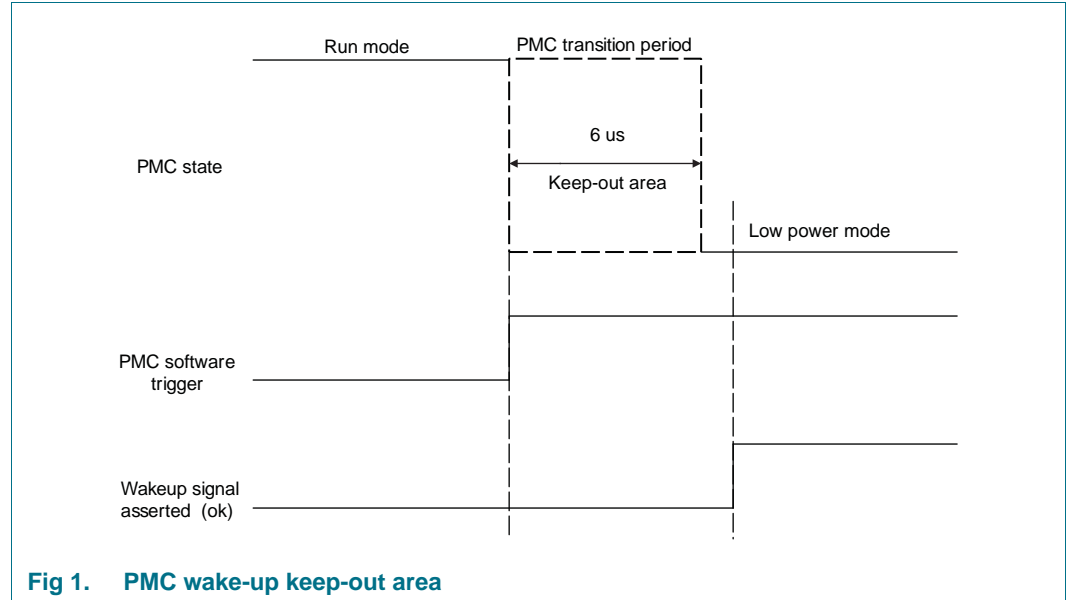 Run mode
PMC transition period
6 us
PMC state
Keep-out area
Low power mode
PMC software
trigger
Wakeup signal
asserted (ok)
Fig 1. PMC wake-up keep-out area